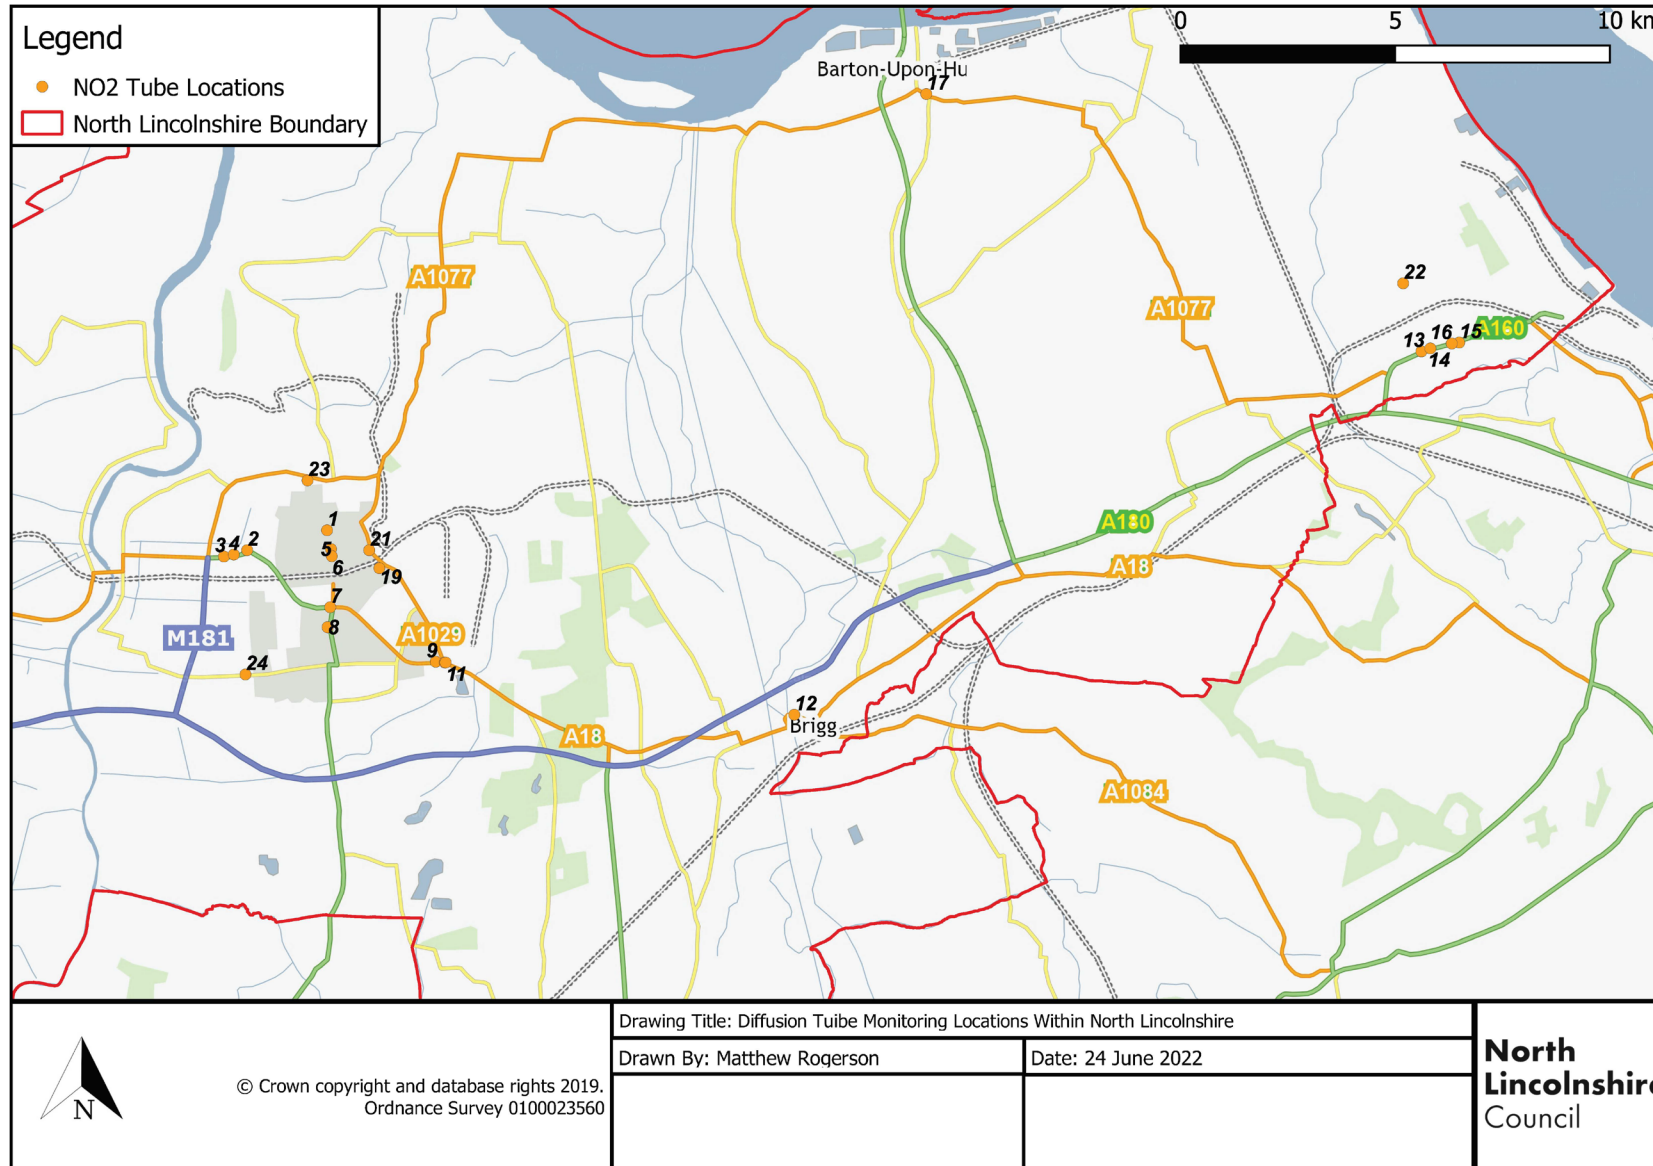 Legend
NO2 Tube Locations
North Lincolnshire Boundary
0 5 10 km
Barton-Upon-Hu
17
A1077
A1077
22
13 16 15 A160
14
23
1
3 4 2
5
21
6
19
7
8
M181
A1029
9
11
24
A180
A18
12
Brigg
A18
A1084
N
© Crown copyright and database rights 2019.
Ordnance Survey 0100023560
Drawing Title: Diffusion Tuibe Monitoring Locations Within North Lincolnshire
Drawn By: Matthew Rogerson
Date: 24 June 2022
North
Lincolnshire
Council